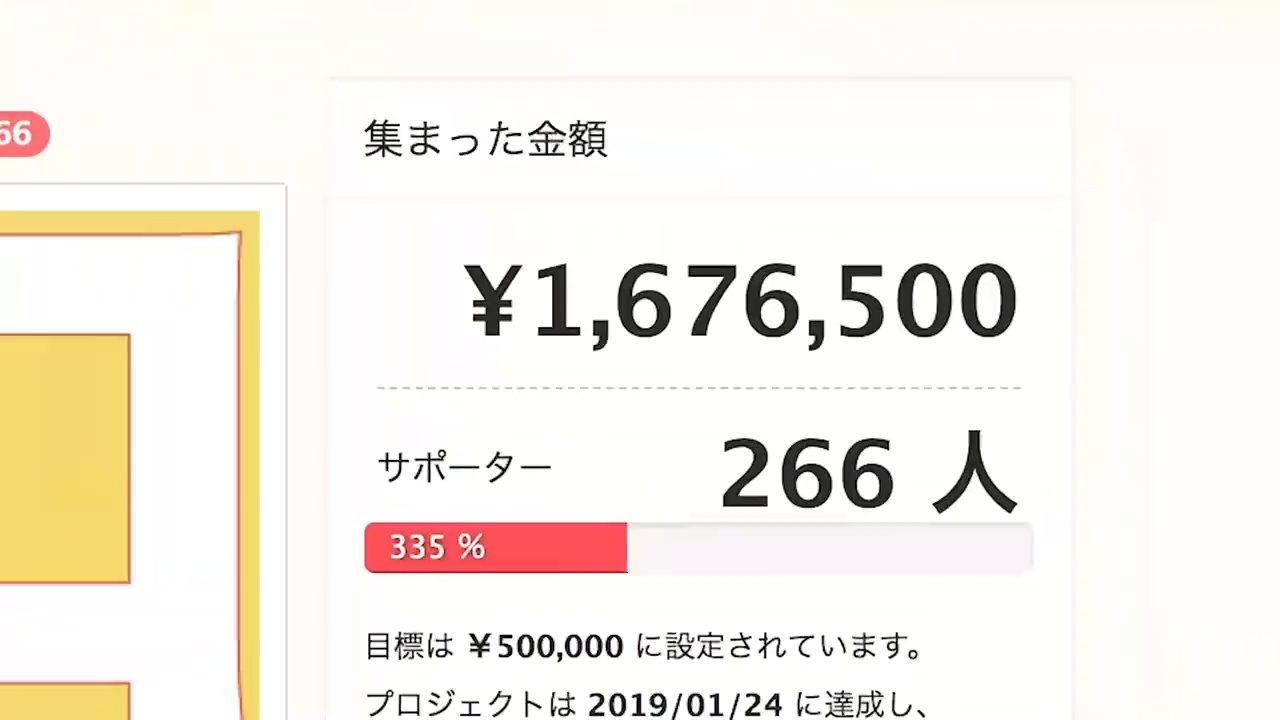 66
集まった金額
¥1,676,500
サポーター
266 人
335 %
目標は ¥500,000 に設定されています。
プロジェクトは 2019/01/24 に達成し、